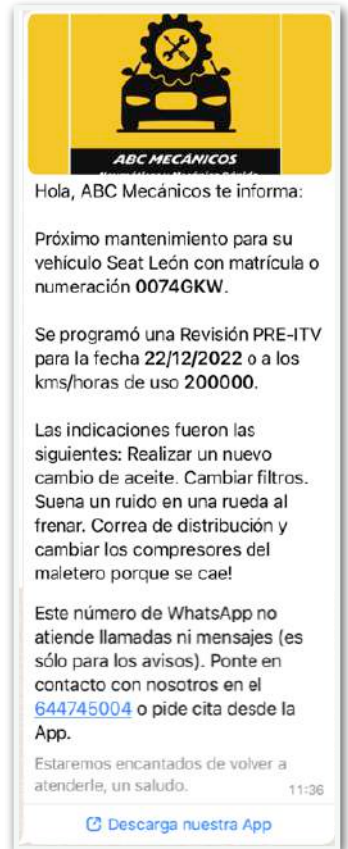 ABC MECÁNICOS
Hola, ABC Mecánicos te informa:
Próximo mantenimiento para su
vehículo Seat León con matrícula o
numeración 0074GKW.
Se programó una Revisión PRE-ITV
para la fecha 22/12/2022 o a los
kms/horas de uso 200000.
Las indicaciones fueron las
siguientes: Realizar un nuevo
cambio de aceite. Cambiar filtros.
Suena un ruido en una rueda al
frenar. Correa de distribución y
cambiar los compresores del
maletero porque se cae!
Este número de WhatsApp no
atiende llamadas ni mensajes (es
sólo para los avisos). Ponte en
contacto con nosotros en el
644745004 o pide cita desde la
App.
Estaremos encantados de volver a
atenderle, un saludo. 11:36
Descarga nuestra App